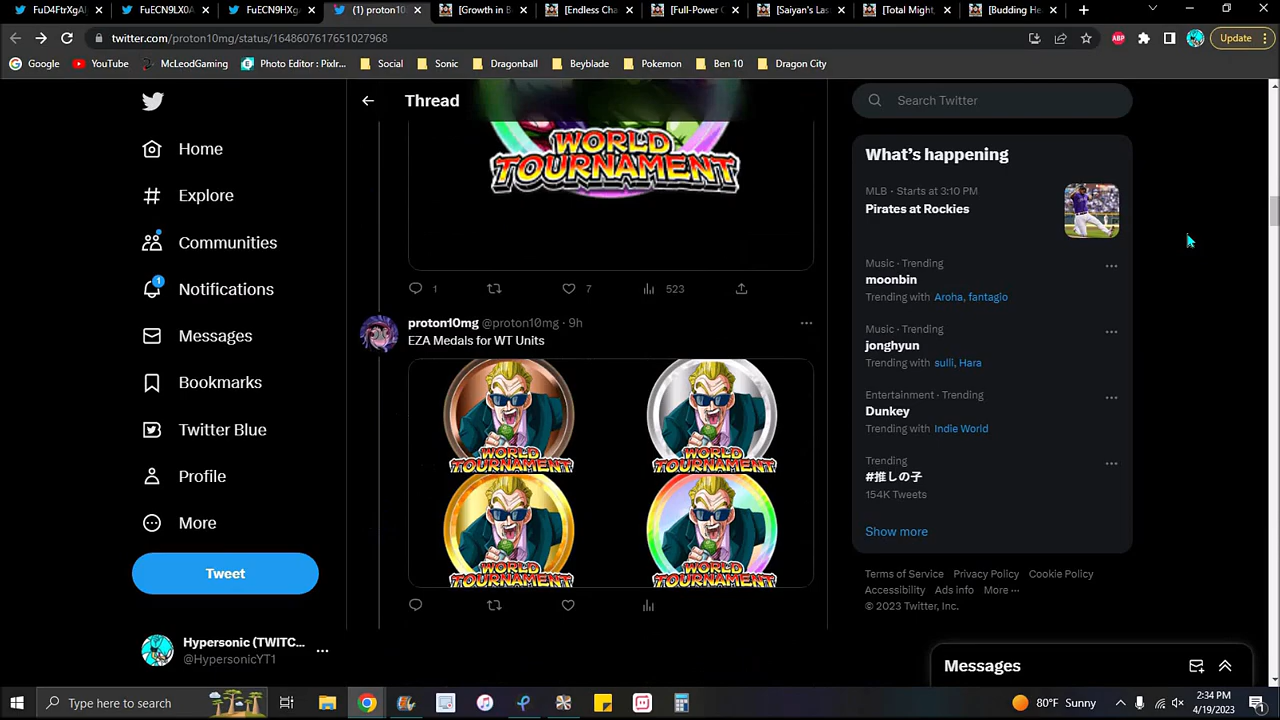 FuD4FtrXgAI
FuECN9LX0A
FuECN9HXg
(1) proton10
[Growth in B
[Endless Cha
[Full-Power
[Saiyan's Las
[Total Might,
[Budding He
twitter.com/proton10mg/status/1648607617651027968
ABP
Update
Google
YouTube
McLeodGaming
Photo Editor : Pixlr...
Social
Sonic
Dragonball
Beyblade
Pokemon
Ben 10
Dragon City
Home
Explore
Communities
1
Notifications
Messages
Bookmarks
Twitter Blue
Profile
More
Tweet
Hypersonic (TWITC...
@HypersonicYT1
Thread
WORLD
TOURNAMENT
1
7
523
proton10mg @proton10mg · 9h
EZA Medals for WT Units
WORLD
TOURNAMENT
WORLD
TOURNAMENT
WORLD
TOURNAMENT
WORLD
TOURNAMENT
Search Twitter
What's happening
MLB · Starts at 3:10 PM
Pirates at Rockies
Music · Trending
moonbin
Trending with Aroha, fantagio
Music · Trending
jonghyun
Trending with sulli, Hara
Entertainment · Trending
Dunkey
Trending with Indie World
Trending
#推しの子
154K Tweets
Show more
Terms of Service Privacy Policy Cookie Policy
Accessibility Ads info More ···
© 2023 Twitter, Inc.
Messages
Type here to search
80°F Sunny
2:34 PM
4/19/2023